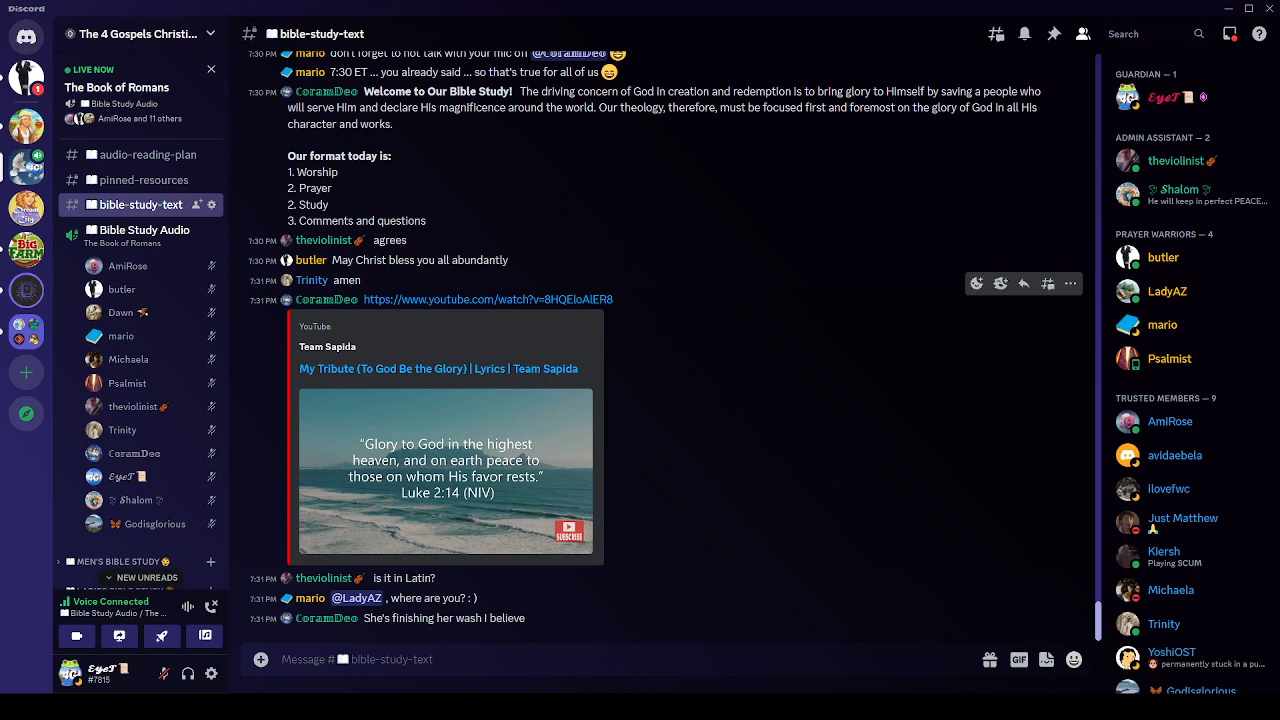 Discord
The 4 Gospels Christi...
bible-study-text
Search
LIVE NOW
The Book of Romans
Bible Study Audio
AmiRose and 11 others
audio-reading-plan
pinned-resources
bible-study-text
Bible Study Audio
The Book of Romans
AmiRose
butler
Dawn
mario
Michaela
Psalmist
theviolinist
Trinity
ℂ𝕠𝕣𝕒𝕞𝔻𝕖𝕠
𝑬𝒚𝒆𝑻
𝓢halom
Godisglorious
MEN'S BIBLE STUDY
NEW UNREADS
Voice Connected
Bible Study Audio / The ...
𝑬𝒚𝒆𝑻
#7815
1
7:30 PM mario don't forget to not talk with your mic off @ℂ𝕠𝕣𝕒𝕞𝔻𝕖𝕠
mario 7:30 ET ... you already said ... so that's true for all of us
7:30 PM ℂ𝕠𝕣𝕒𝕞𝔻𝕖𝕠 Welcome to Our Bible Study! The driving concern of God in creation and redemption is to bring glory to Himself by saving a people who
will serve Him and declare His magnificence around the world. Our theology, therefore, must be focused first and foremost on the glory of God in all His
character and works.
Our format today is:
1. Worship
2. Prayer
2. Study
3. Comments and questions
7:30 PM theviolinist agrees
7:30 PM butler May Christ bless you all abundantly
7:31 PM Trinity amen
7:31 PM ℂ𝕠𝕣𝕒𝕞𝔻𝕖𝕠 https://www.youtube.com/watch?v=8HQEloAlER8
YouTube
Team Sapida
My Tribute {To God Be the Glory} | Lyrics | Team Sapida
"Glory to God in the highest
heaven, and on earth peace to
those on whom His favor rests."
Luke 2:14 (NIV)
SUBSCRIBE
7:31 PM theviolinist is it in Latin?
7:31 PM mario @LadyAZ , where are you? : )
7:31 PM ℂ𝕠𝕣𝕒𝕞𝔻𝕖𝕠 She's finishing her wash I believe
Message # bible-study-text
GIF
GUARDIAN — 1
𝑬𝒚𝒆𝑻
ADMIN ASSISTANT — 2
theviolinist
𝓢halom
He will keep in perfect PEACE...
PRAYER WARRIORS — 4
butler
LadyAZ
mario
Psalmist
TRUSTED MEMBERS — 9
AmiRose
avidaebela
ilovefwc
Just Matthew
Kiersh
Playing SCUM
Michaela
Trinity
YoshiOST
permanently stuck in a pu...
Godisglorious